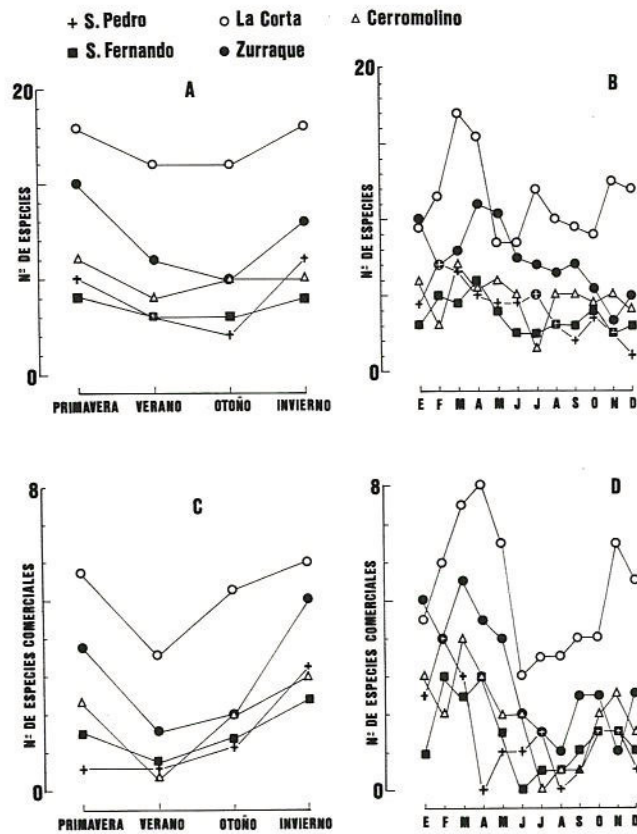 S. Pedro La Corta Cerromolino
S. Fernando Zurraque
A
20
0
Nº DE ESPECIES
PRIMAVERA VERANO OTOÑO INVIERNO
B
20
0
Nº DE ESPECIES
E F M A M J J A S O N D
C
8
0
Nº DE ESPECIES COMERCIALES
PRIMAVERA VERANO OTOÑO INVIERNO
D
8
0
Nº DE ESPECIES COMERCIALES
E F M A M J J A S O N D